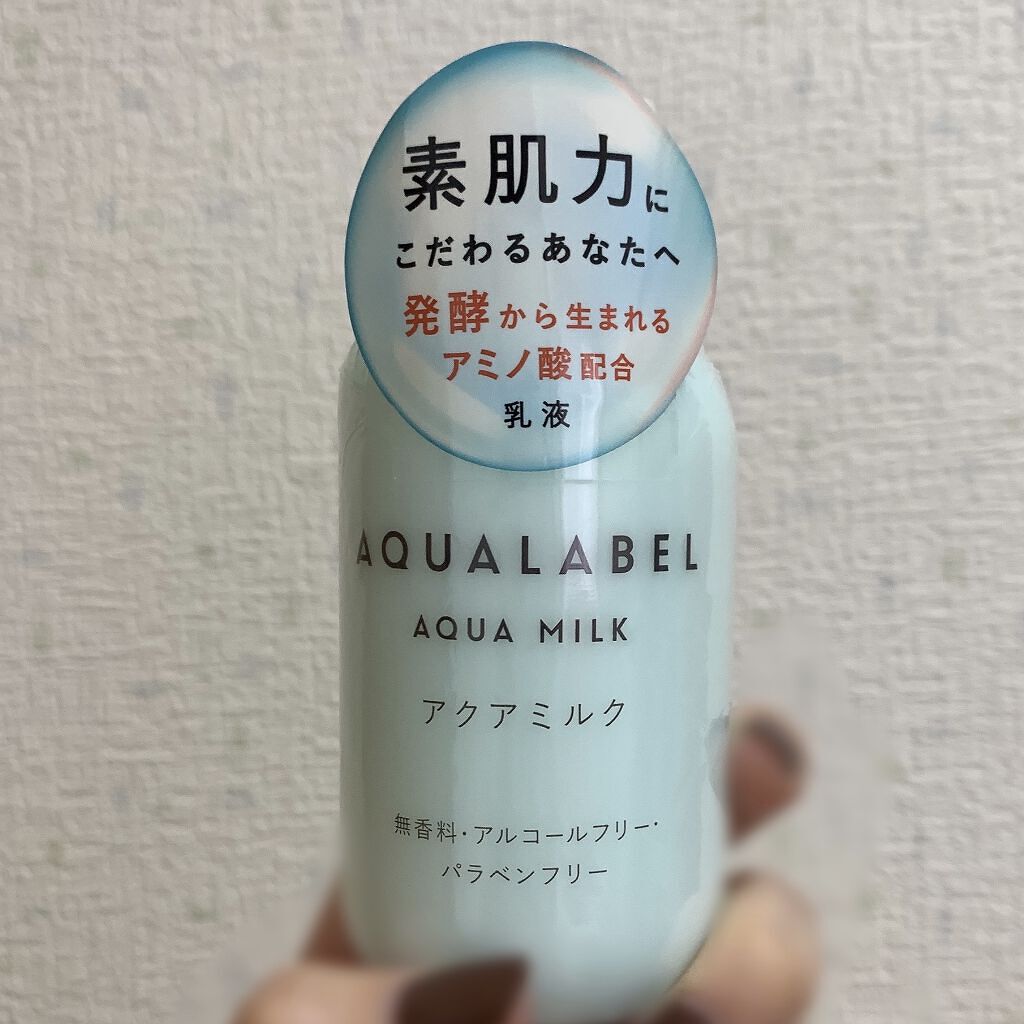 素肌力に
こだわるあなたへ
発酵から生まれる
アミノ酸配合
乳液
AQUALABEL
AQUA MILK
アクアミルク
無香料・アルコールフリー・
パラベンフリー